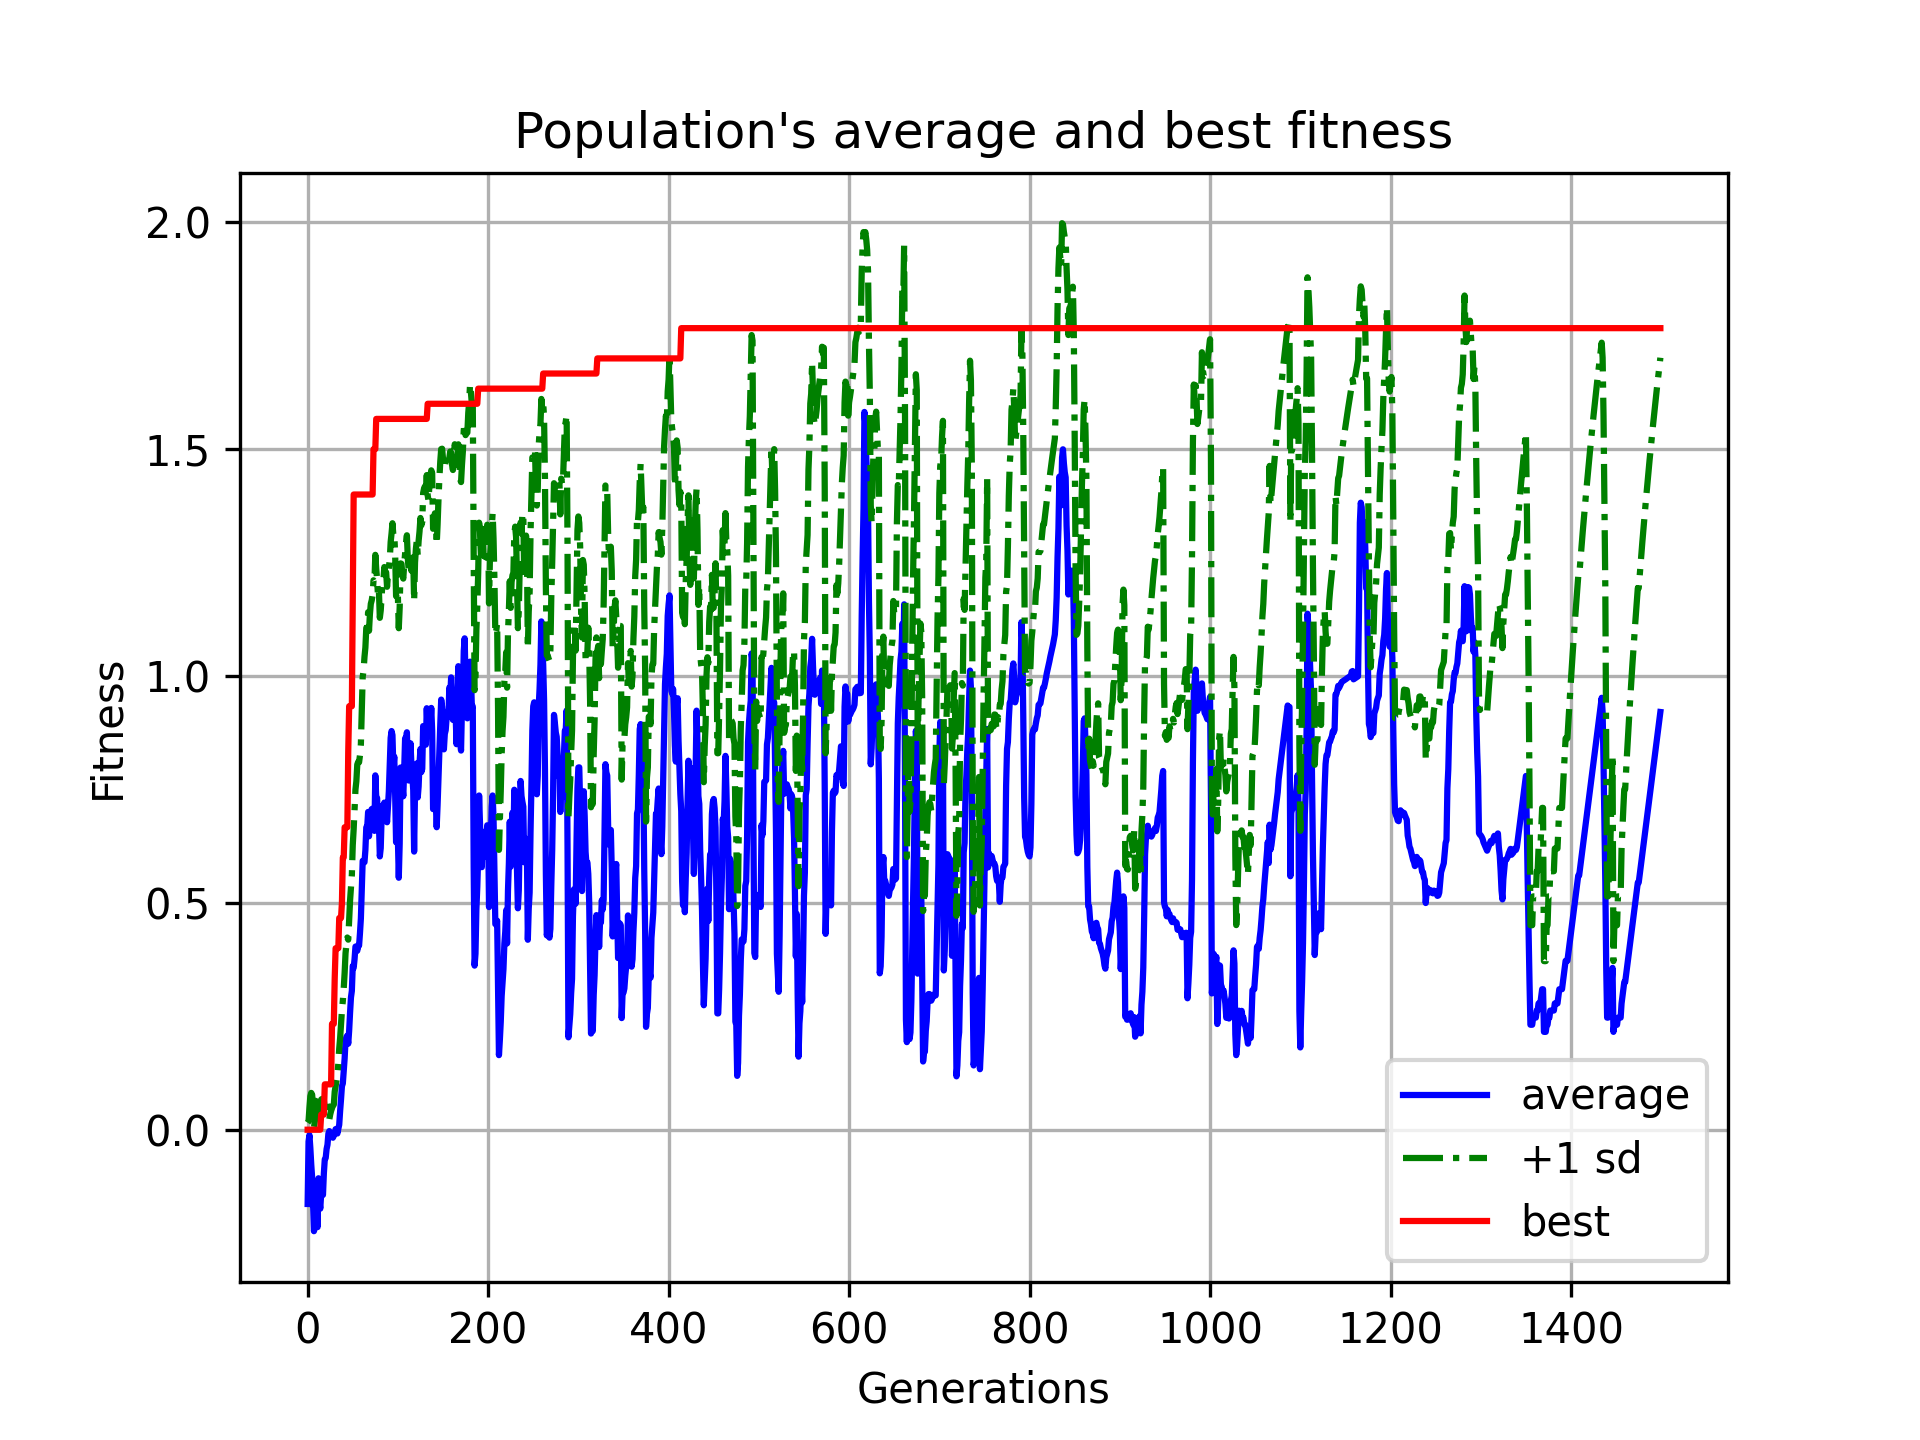 Population's average and best fitness
Fitness
2.0
1.5
1.0
0.5
0.0
0 200 400 600 800 1000 1200 1400
Generations
average
+1 sd
best